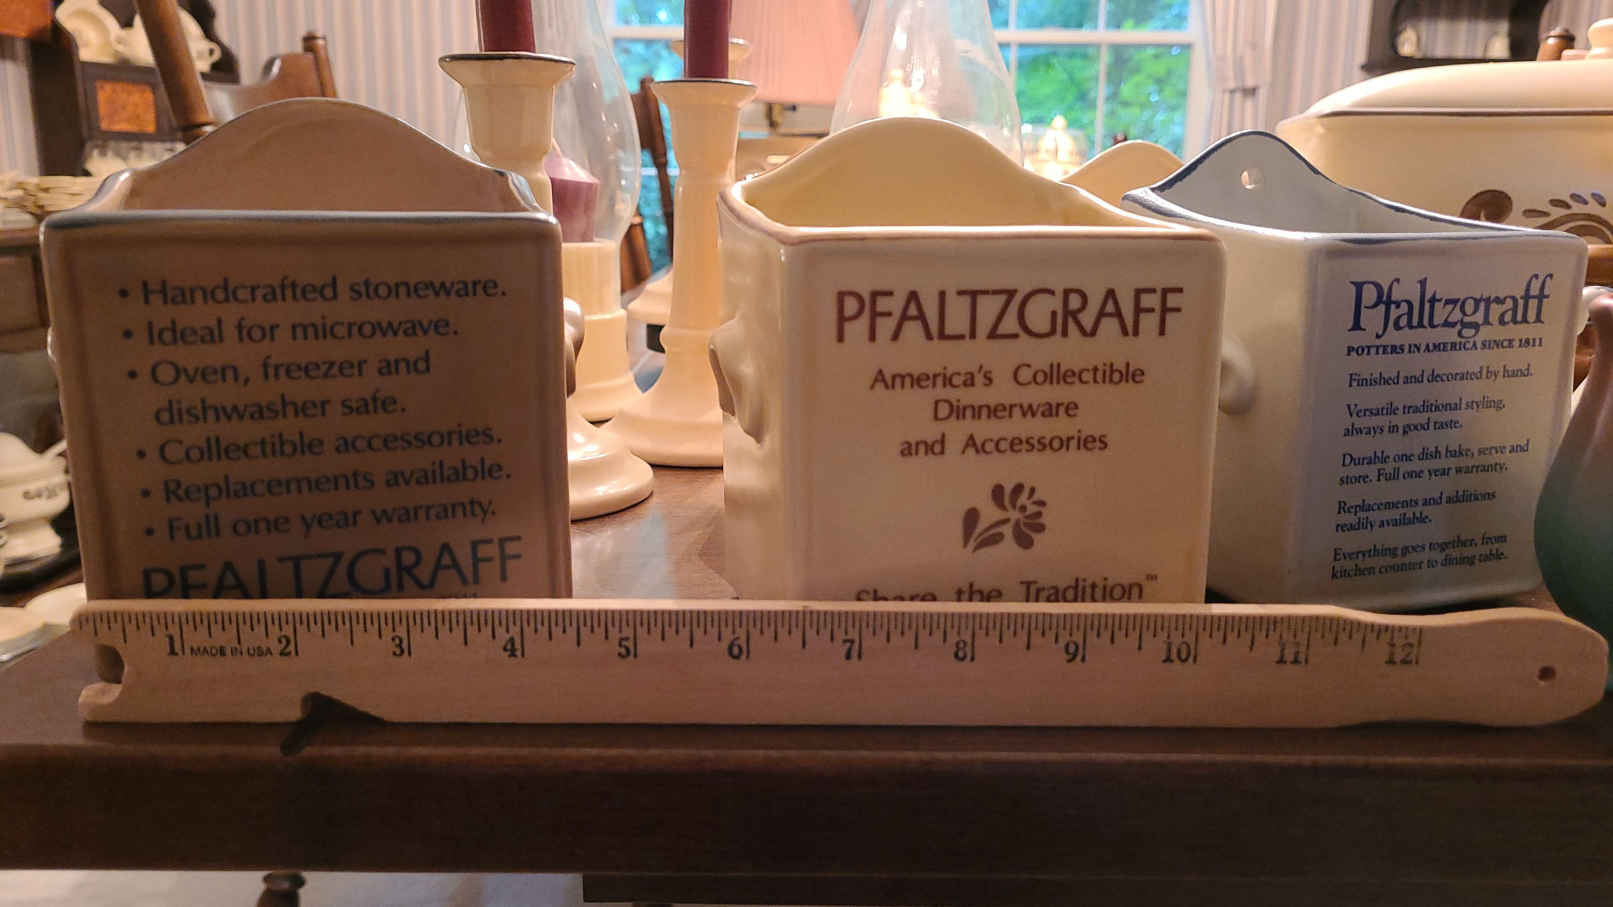 • Handcrafted stoneware.
• Ideal for microwave.
• Oven, freezer and
dishwasher safe.
• Collectible accessories.
• Replacements available.
• Full one year warranty.
PFALTZGRAFF
PFALTZGRAFF
America's Collectible
Dinnerware
and Accessories
Share the Tradition™
Pfaltzgraff
POTTERS IN AMERICA SINCE 1811
Finished and decorated by hand.
Versatile traditional styling,
always in good taste.
Durable one dish bake, serve and
store. Full one year warranty.
Replacements and additions
readily available.
Everything goes together, from
kitchen counter to dining table.
1 MADE IN USA 2 3 4 5 6 7 8 9 10 11 12